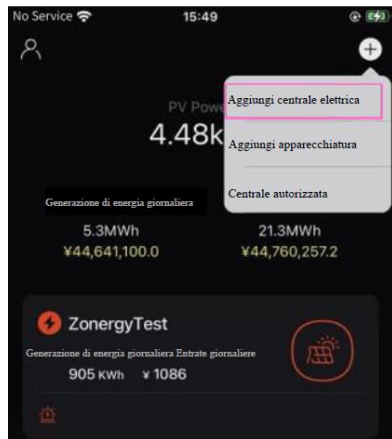 No Service 15:49
PV Powe
Aggiungi centrale elettrica
4.48k
Aggiungi apparecchiatura
Centrale autorizzata
Generazione di energia giornaliera
5.3MWh 21.3MWh
¥44,641,100.0 ¥44,760,257.2
ZonergyTest
Generazione di energia giornaliera Entrate giornaliere
905 KWh ¥ 1086